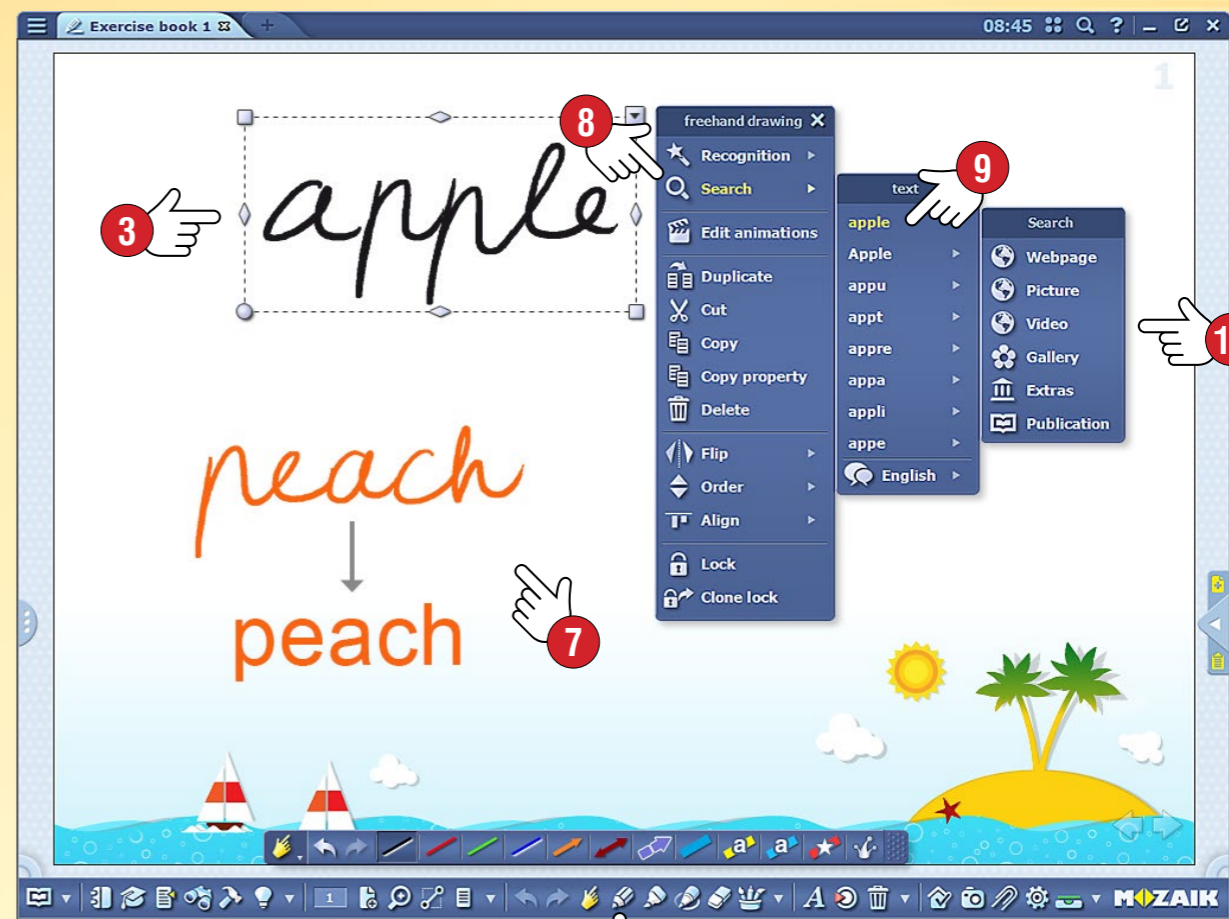 Exercise book 1
+
08:45
?
1
3
apple
8
freehand drawing
Recognition
Search
Edit animations
Duplicate
Cut
Copy
Copy property
Delete
Flip
Order
Align
Lock
Clone lock
9
text
apple
Apple
appu
appt
appre
appa
appli
appe
English
Search
Webpage
Picture
Video
Gallery
Extras
Publication
1
peach
peach
7
a a
1 A MOZAIK